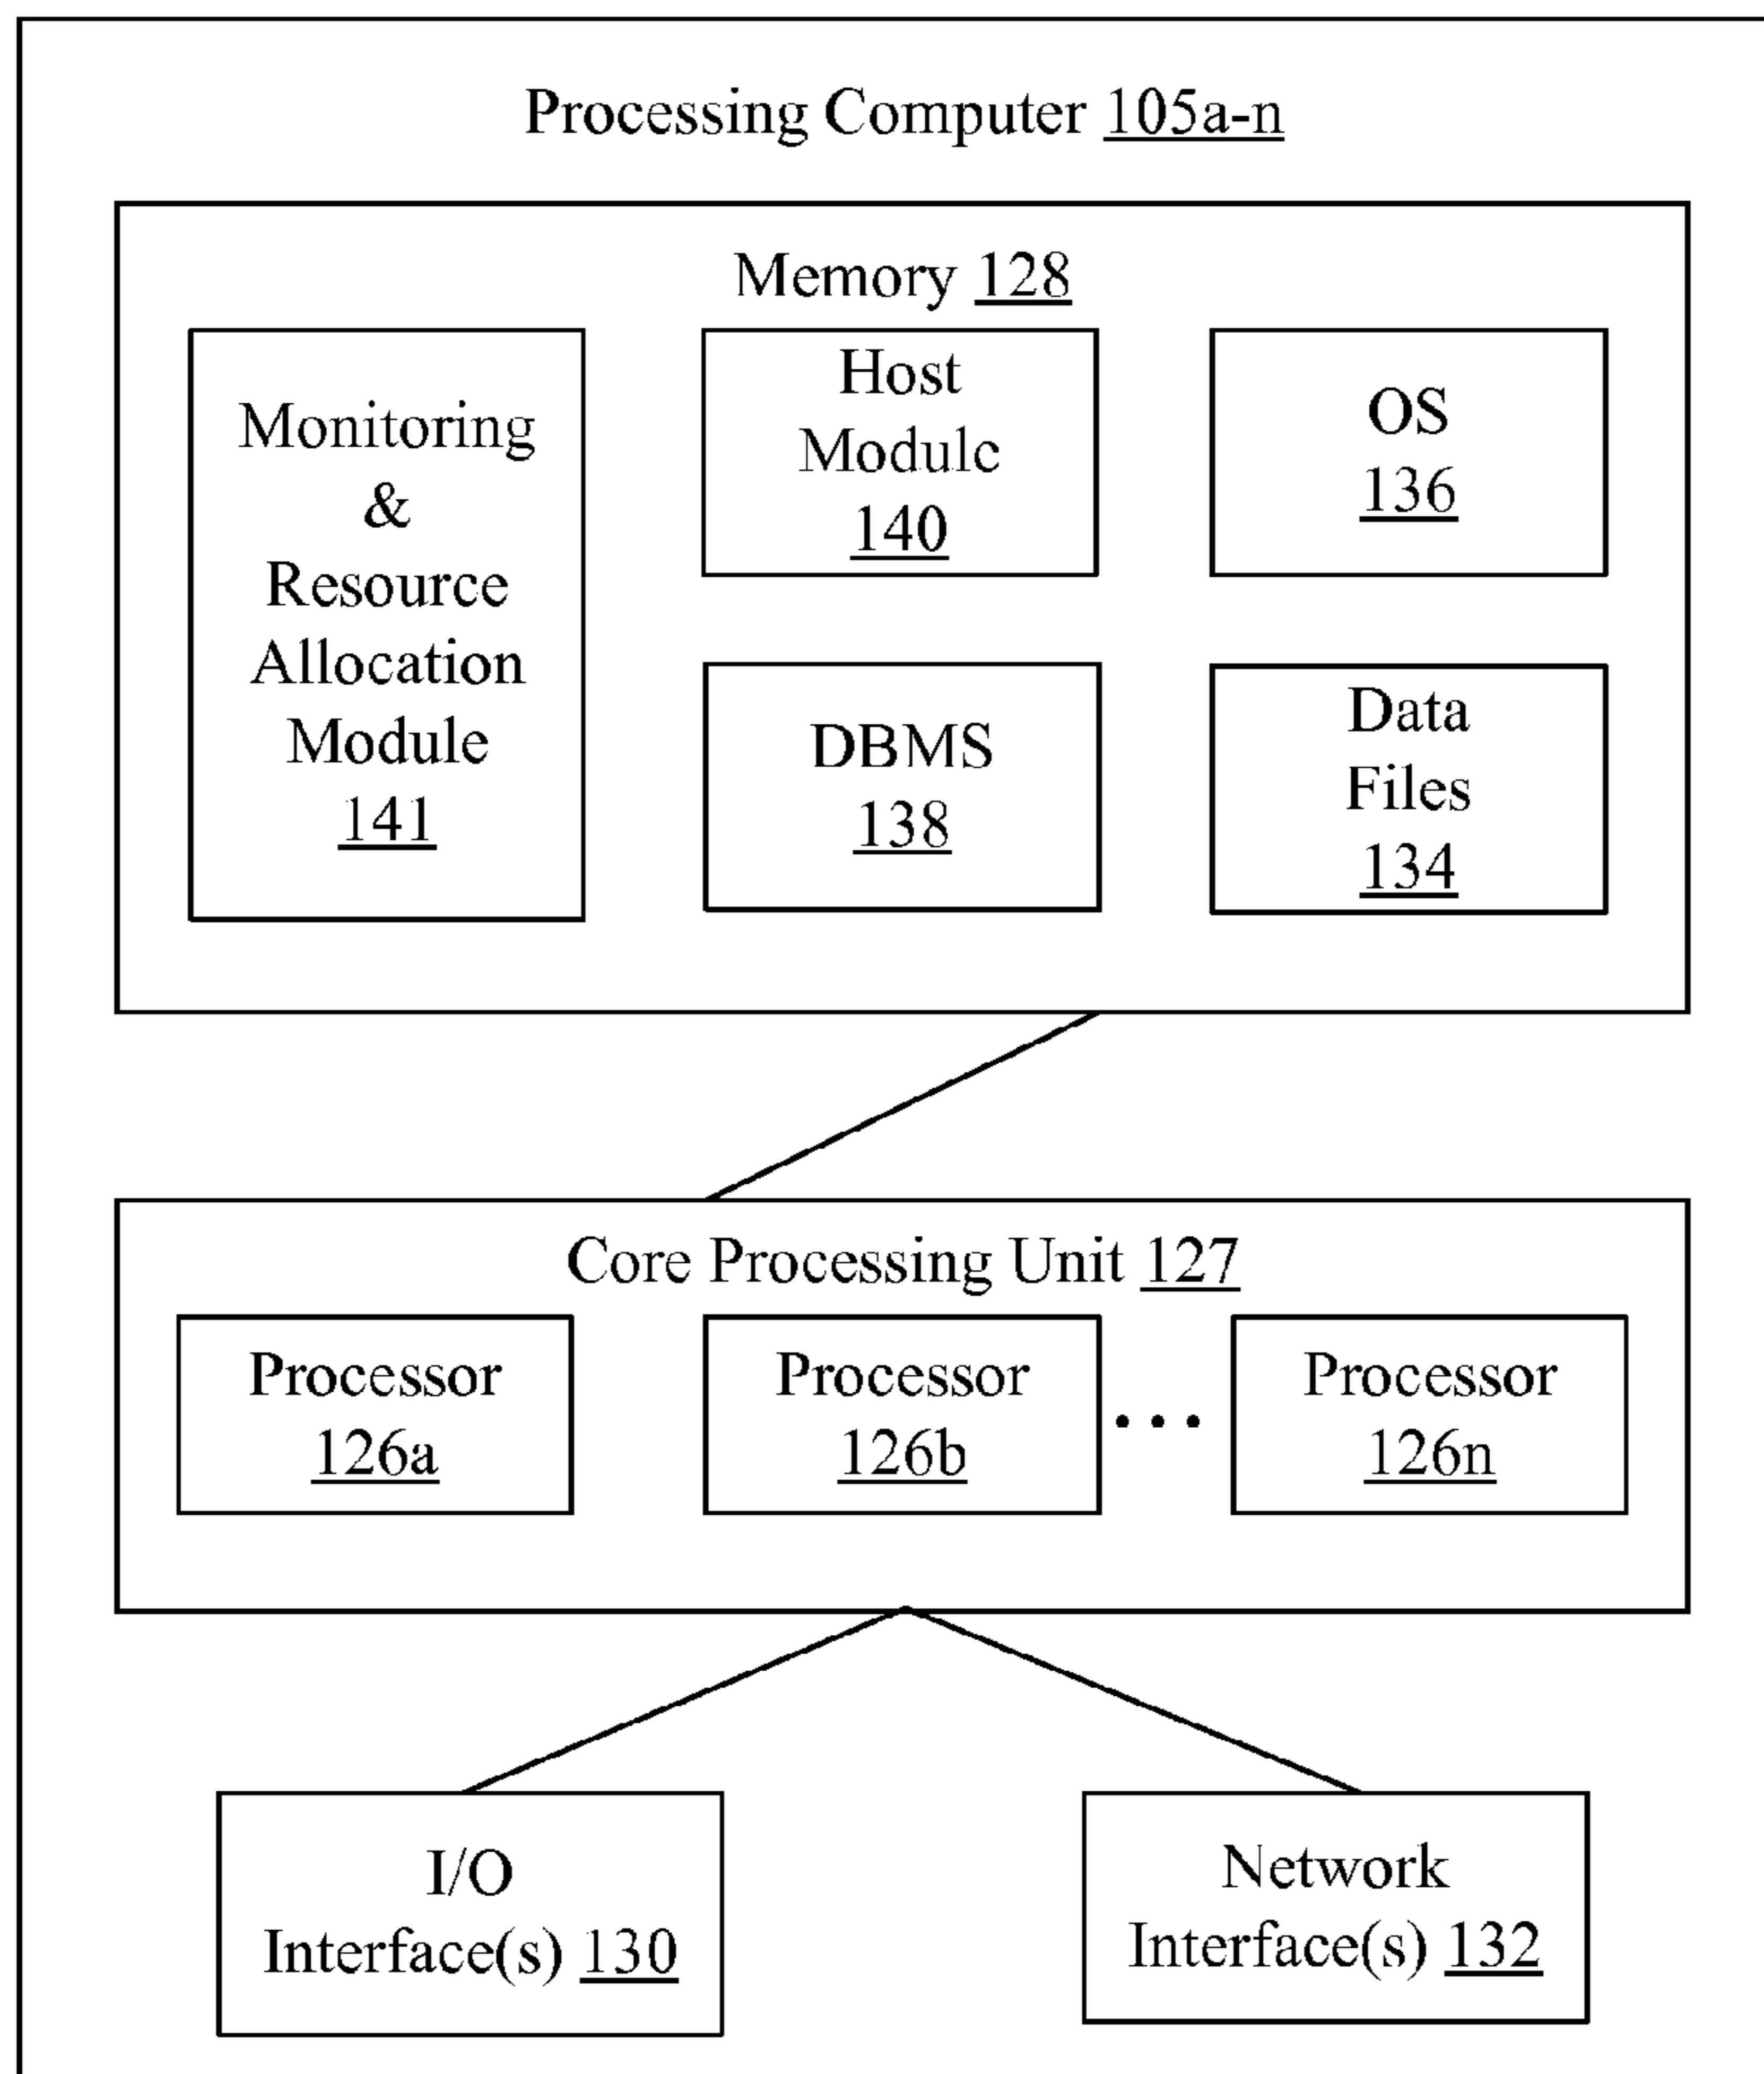 Processing Computer 105a-n
Memory 128
Monitoring
&
Resource
Allocation
Module
141
Host
Module
140
OS
136
DBMS
138
Data
Files
134
Core Processing Unit 127
Processor
126a
Processor
126b
...
Processor
126n
I/O
Interface(s) 130
Network
Interface(s) 132